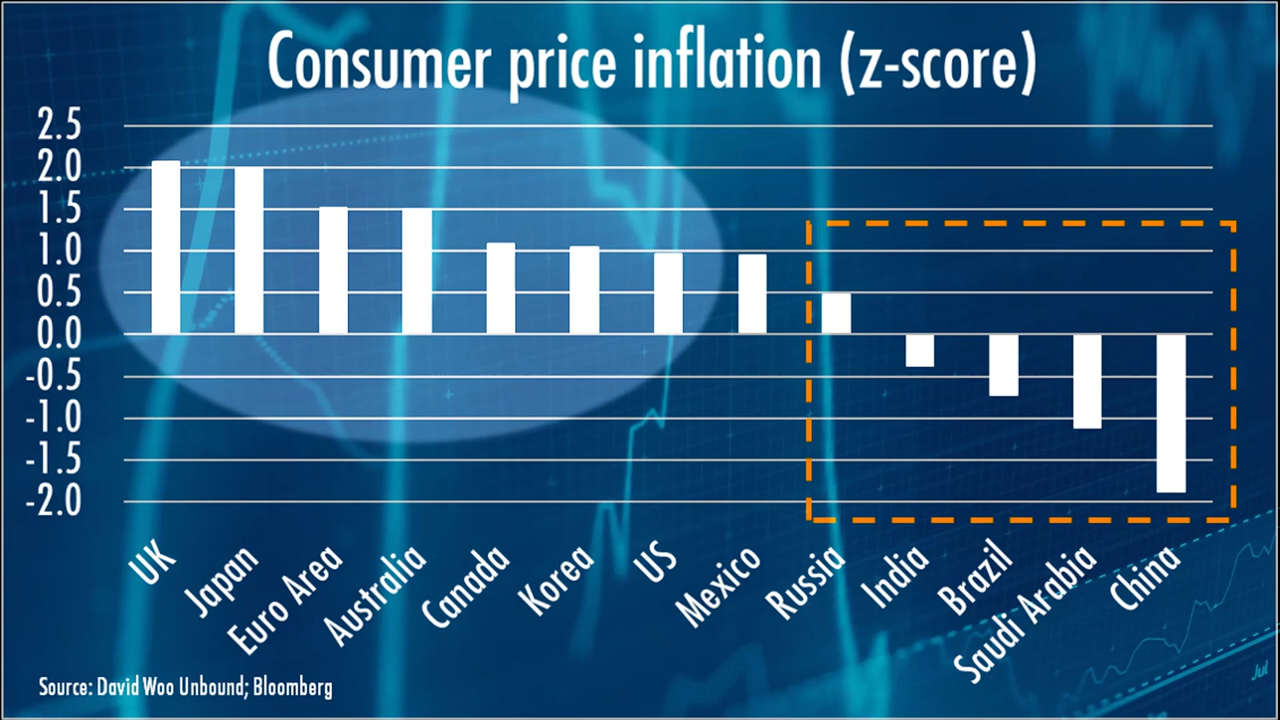 Consumer price inflation (z-score)
2.5
2.0
1.5
1.0
0.5
0.0
-0.5
-1.0
-1.5
-2.0
UK
Japan
Euro Area
Australia
Canada
Korea
US
Mexico
Russia
India
Brazil
Saudi Arabia
China
Source: David Woo Unbound; Bloomberg
Jul